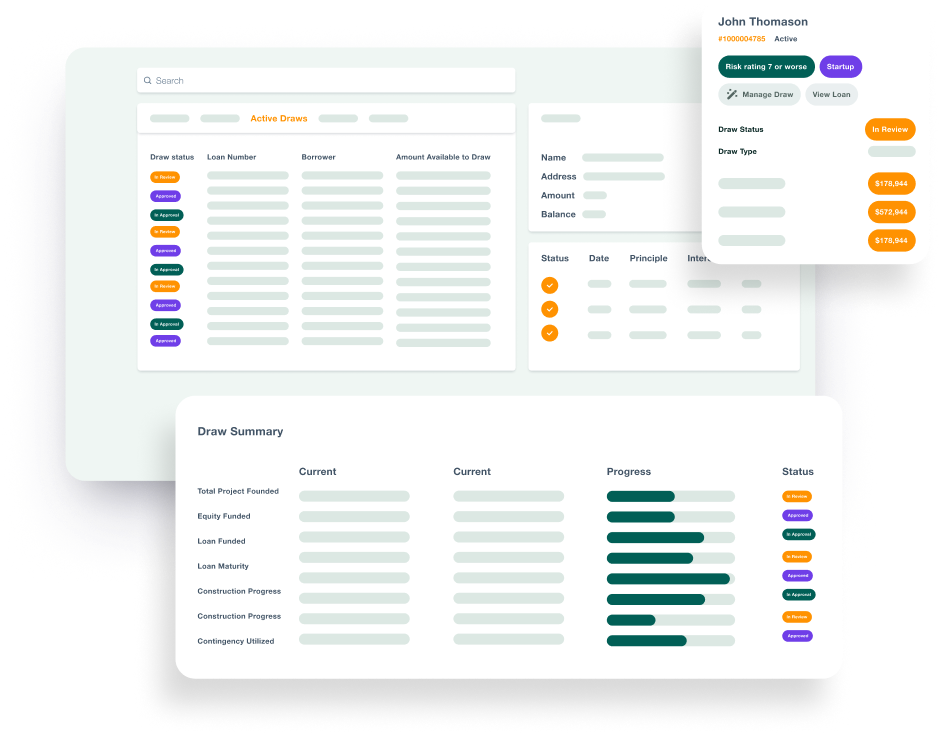 John Thomason
#1000004785 Active
Risk rating 7 or worse Startup
Manage Draw View Loan
Draw Status In Review
Draw Type
$178,944
$572,944
$178,944
Search
Active Draws
Draw status Loan Number Borrower Amount Available to Draw
In Review
Approved
In Approval
In Review
Approved
In Approval
In Review
Approved
In Approval
Approved
Name
Address
Amount
Balance
Status Date Principle
Draw Summary
Current Current Progress Status
Total Project Founded In Review
Equity Funded Approved
Loan Funded In Approval
Loan Maturity In Review
Construction Progress Approved
In Approval
Construction Progress In Review
Contingency Utilized Approved